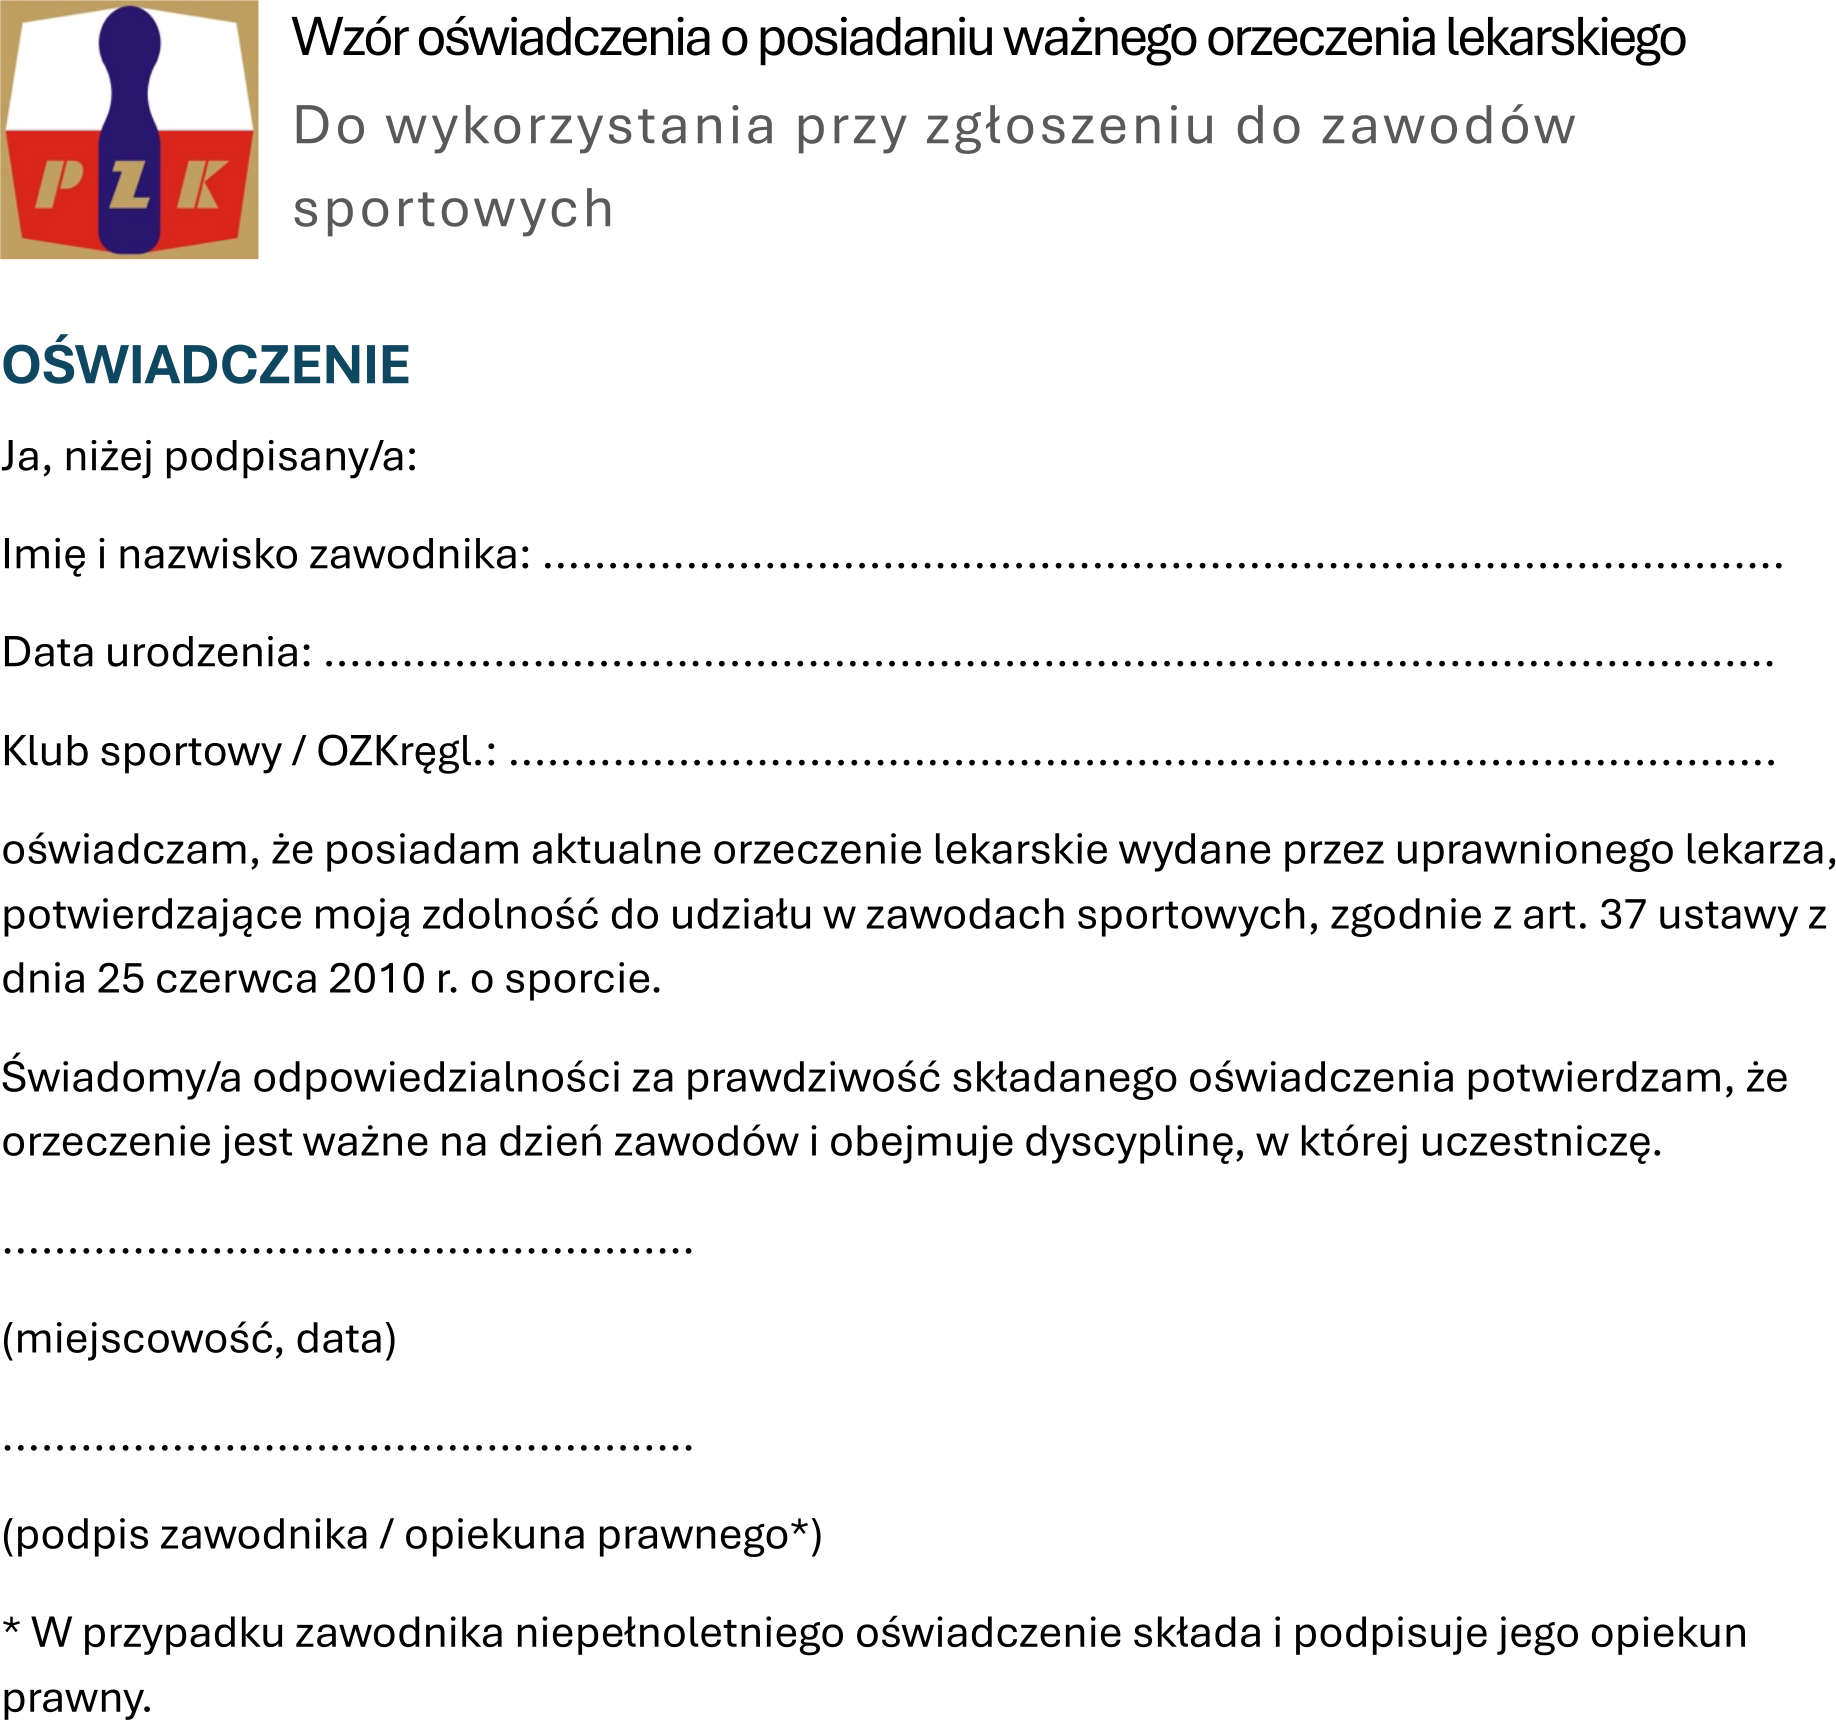 Wzór oświadczenia o posiadaniu ważnego orzeczenia lekarskiego
Do wykorzystania przy zgłoszeniu do zawodów
sportowych
PZK
OŚWIADCZENIE
Ja, niżej podpisany/a:
Imię i nazwisko zawodnika: ...............................................................................................
Data urodzenia: ...............................................................................................................
Klub sportowy / OZKręgl.: .................................................................................................
oświadczam, że posiadam aktualne orzeczenie lekarskie wydane przez uprawnionego lekarza,
potwierdzające moją zdolność do udziału w zawodach sportowych, zgodnie z art. 37 ustawy z
dnia 25 czerwca 2010 r. o sporcie.
Świadomy/a odpowiedzialności za prawdziwość składanego oświadczenia potwierdzam, że
orzeczenie jest ważne na dzień zawodów i obejmuje dyscyplinę, w której uczestniczę.
.....................................................
(miejscowość, data)
.....................................................
(podpis zawodnika / opiekuna prawnego*)
* W przypadku zawodnika niepełnoletniego oświadczenie składa i podpisuje jego opiekun
prawny.